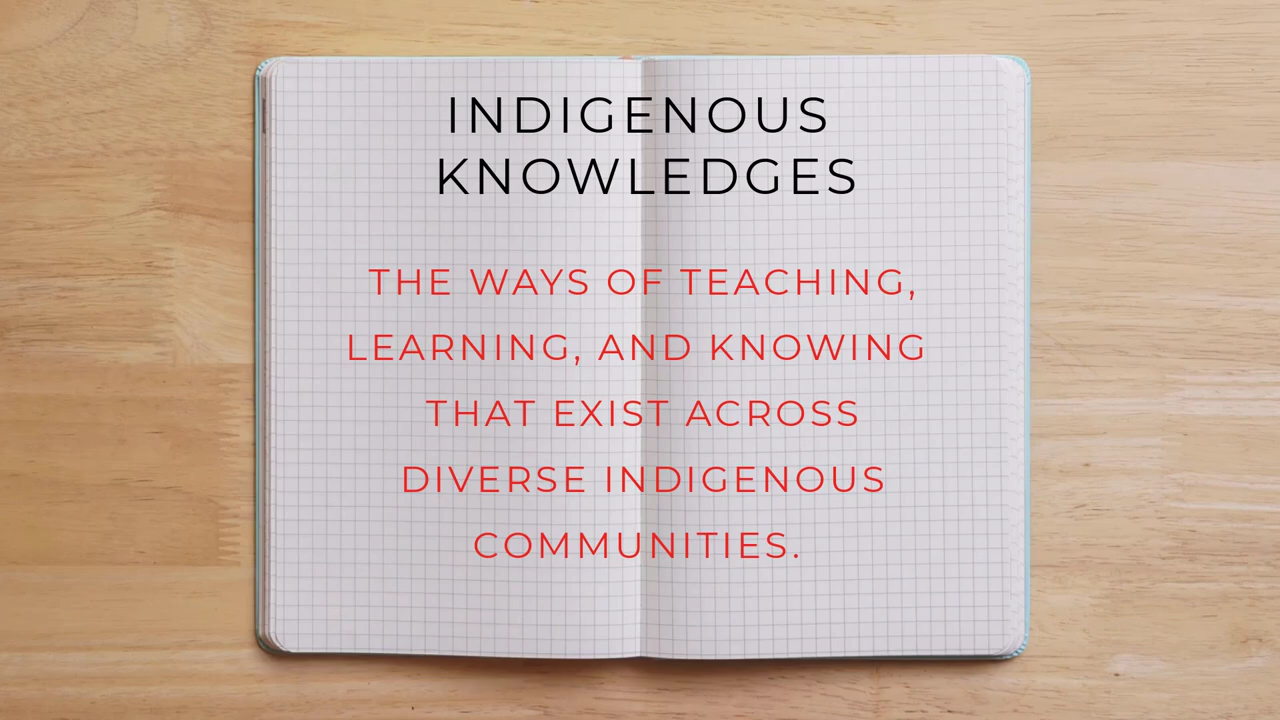 INDIGENOUS
KNOWLEDGES
THE WAYS OF TEACHING,
LEARNING, AND KNOWING
THAT EXIST ACROSS
DIVERSE INDIGENOUS
COMMUNITIES.